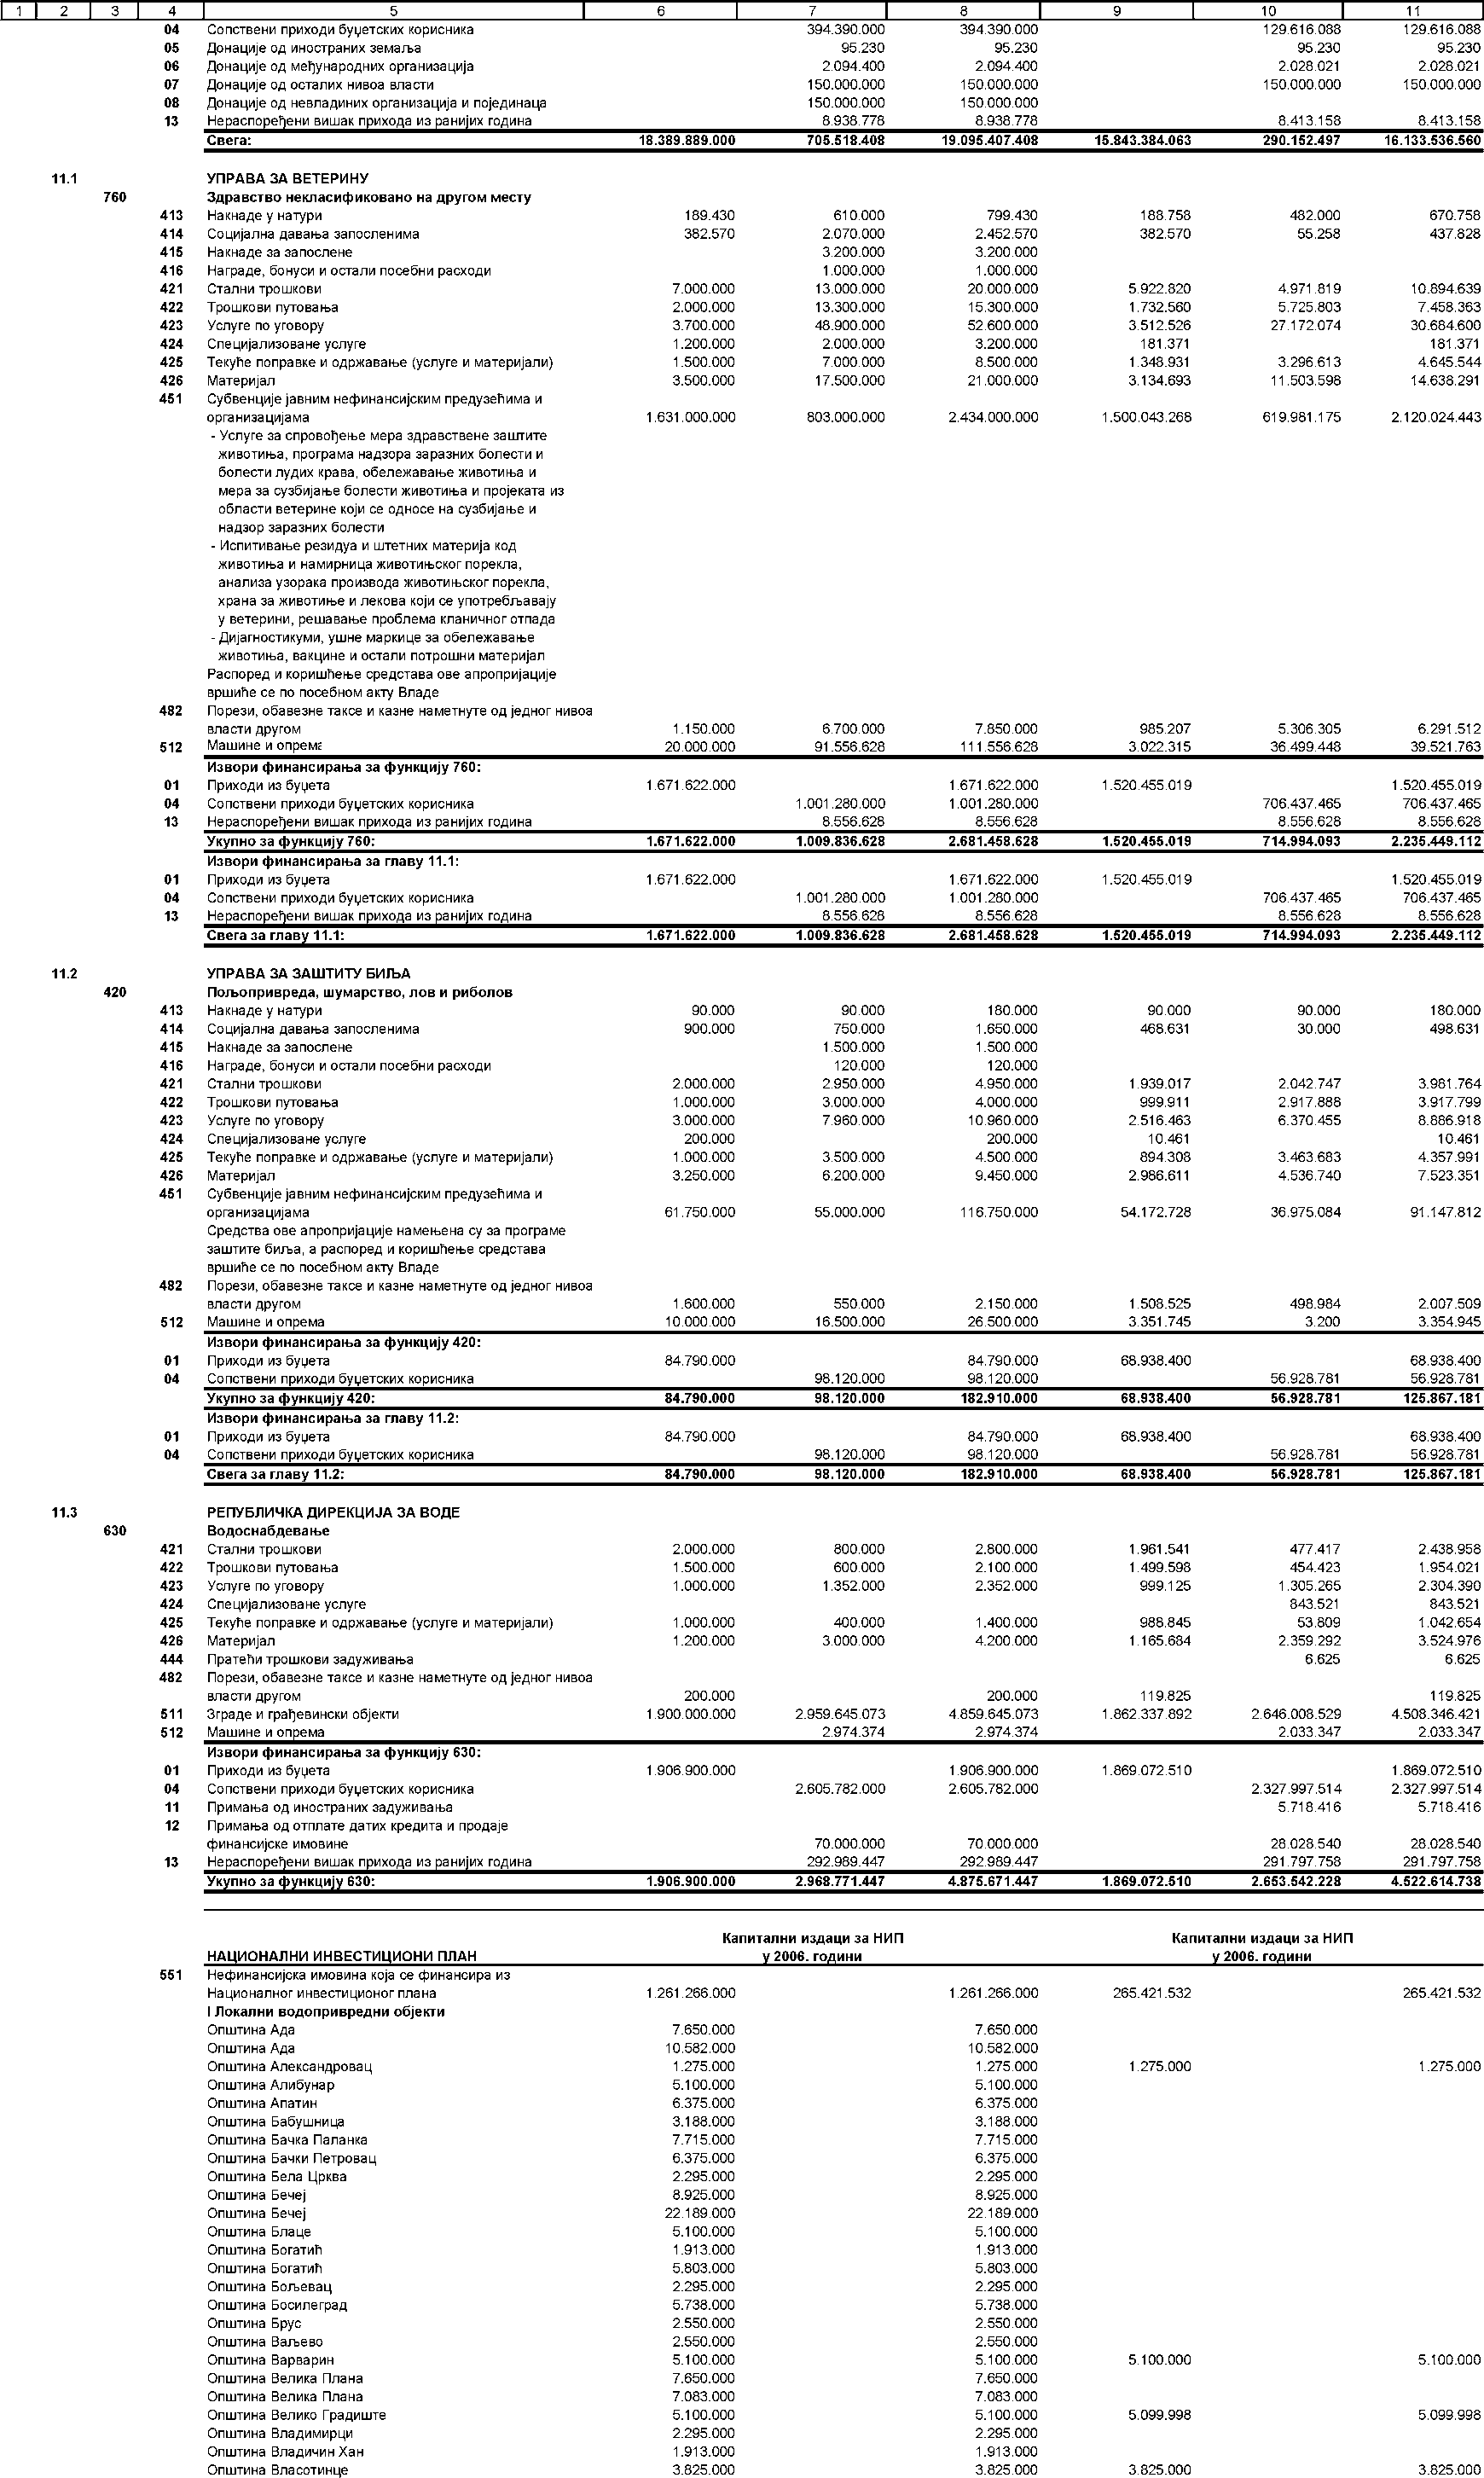 1 2 3 4 5 6 7 8 9 10 11
04 Сопствени приходи буџетских корисника 394.390.000 394.390.000 129.616.088 129.616.088
05 Донације од иностраних земаља 95.230 95.230 95.230 95.230
06 Донације од међународних организација 2.094.400 2.094.400 2.028.021 2.028.021
07 Донације од осталих нивоа власти 150.000.000 150.000.000 150.000.000 150.000.000
08 Донације од невладиних организација и појединаца 150.000.000 150.000.000
13 Нераспоређени вишак прихода из ранијих година 8.938.778 8.938.778 8.413.158 8.413.158
Свега: 18.389.889.000 705.518.408 19.095.407.408 15.843.384.063 290.152.497 16.133.536.560
11.1 УПРАВА ЗА ВЕТЕРИНУ
760 Здравство некласификовано на другом месту
413 Накнаде у натури 189.430 610.000 799.430 188.758 482.000 670.758
414 Социјална давања запосленима 382.570 2.070.000 2.452.570 382.570 55.258 437.828
415 Накнаде за запослене 3.200.000 3.200.000
416 Награде, бонуси и остали посебни расходи 1.000.000 1.000.000
421 Стални трошкови 7.000.000 13.000.000 20.000.000 5.922.820 4.971.819 10.894.639
422 Трошкови путовања 2.000.000 13.300.000 15.300.000 1.732.560 5.725.803 7.458.363
423 Услуге по уговору 3.700.000 48.900.000 52.600.000 3.512.526 27.172.074 30.684.600
424 Специјализоване услуге 1.200.000 2.000.000 3.200.000 181.371 181.371
425 Текуће поправке и одржавање (услуге и материјали) 1.500.000 7.000.000 8.500.000 1.348.931 3.296.613 4.645.544
426 Материјал 3.500.000 17.500.000 21.000.000 3.134.693 11.503.598 14.638.291
451 Субвенције јавним нефинансијским предузећима и
организацијама 1.631.000.000 803.000.000 2.434.000.000 1.500.043.268 619.981.175 2.120.024.443
- Услуге за спровођење мера здравствене заштите
животиња, програма надзора заразних болести и
болести лудих крава, обележавање животиња и
мера за сузбијање болести животиња и пројеката из
области ветерине који се односе на сузбијање и
надзор заразних болести
- Испитивање резидуа и штетних материја код
животиња и намирница животињског порекла,
анализа узорака производа животињског порекла,
храна за животиње и лекова који се употребљавају
у ветерини, решавање проблема кланичног отпада
- Дијагностикуми, ушне маркице за обележавање
животиња, вакцине и остали потрошни материјал
Распоред и коришћење средстава ове апропријације
вршиће се по посебном акту Владе
482 Порези, обавезне таксе и казне наметнуте од једног нивоа
власти другом 1.150.000 6.700.000 7.850.000 985.207 5.306.305 6.291.512
512 Машине и опрема 20.000.000 91.556.628 111.556.628 3.022.315 36.499.448 39.521.763
Извори финансирања за функцију 760:
01 Приходи из буџета 1.671.622.000 1.671.622.000 1.520.455.019 1.520.455.019
04 Сопствени приходи буџетских корисника 1.001.280.000 1.001.280.000 706.437.465 706.437.465
13 Нераспоређени вишак прихода из ранијих година 8.556.628 8.556.628 8.556.628 8.556.628
Укупно за функцију 760: 1.671.622.000 1.009.836.628 2.681.458.628 1.520.455.019 714.994.093 2.235.449.112
Извори финансирања за главу 11.1:
01 Приходи из буџета 1.671.622.000 1.671.622.000 1.520.455.019 1.520.455.019
04 Сопствени приходи буџетских корисника 1.001.280.000 1.001.280.000 706.437.465 706.437.465
13 Нераспоређени вишак прихода из ранијих година 8.556.628 8.556.628 8.556.628 8.556.628
Свега за главу 11.1: 1.671.622.000 1.009.836.628 2.681.458.628 1.520.455.019 714.994.093 2.235.449.112
11.2 УПРАВА ЗА ЗАШТИТУ БИЉА
420 Пољопривреда, шумарство, лов и риболов
413 Накнаде у натури 90.000 90.000 180.000 90.000 90.000 180.000
414 Социјална давања запосленима 900.000 750.000 1.650.000 468.631 30.000 498.631
415 Накнаде за запослене 1.500.000 1.500.000
416 Награде, бонуси и остали посебни расходи 120.000 120.000
421 Стални трошкови 2.000.000 2.950.000 4.950.000 1.939.017 2.042.747 3.981.764
422 Трошкови путовања 1.000.000 3.000.000 4.000.000 999.911 2.917.888 3.917.799
423 Услуге по уговору 3.000.000 7.960.000 10.960.000 2.516.463 6.370.455 8.886.918
424 Специјализоване услуге 200.000 200.000 10.461 10.461
425 Текуће поправке и одржавање (услуге и материјали) 1.000.000 3.500.000 4.500.000 894.308 3.463.683 4.357.991
426 Материјал 3.250.000 6.200.000 9.450.000 2.986.611 4.536.740 7.523.351
451 Субвенције јавним нефинансијским предузећима и
организацијама 61.750.000 55.000.000 116.750.000 54.172.728 36.975.084 91.147.812
Средства ове апропријације намењена су за програме
заштите биља, а распоред и коришћење средстава
вршиће се по посебном акту Владе
482 Порези, обавезне таксе и казне наметнуте од једног нивоа
власти другом 1.600.000 550.000 2.150.000 1.508.525 498.984 2.007.509
512 Машине и опрема 10.000.000 16.500.000 26.500.000 3.351.745 3.200 3.354.945
Извори финансирања за функцију 420:
01 Приходи из буџета 84.790.000 84.790.000 68.938.400 68.938.400
04 Сопствени приходи буџетских корисника 98.120.000 98.120.000 56.928.781 56.928.781
Укупно за функцију 420: 84.790.000 98.120.000 182.910.000 68.938.400 56.928.781 125.867.181
Извори финансирања за главу 11.2:
01 Приходи из буџета 84.790.000 84.790.000 68.938.400 68.938.400
04 Сопствени приходи буџетских корисника 98.120.000 98.120.000 56.928.781 56.928.781
Свега за главу 11.2: 84.790.000 98.120.000 182.910.000 68.938.400 56.928.781 125.867.181
11.3 РЕПУБЛИЧКА ДИРЕКЦИЈА ЗА ВОДЕ
630 Водоснабдевање
421 Стални трошкови 2.000.000 800.000 2.800.000 1.961.541 477.417 2.438.958
422 Трошкови путовања 1.500.000 600.000 2.100.000 1.499.598 454.423 1.954.021
423 Услуге по уговору 1.000.000 1.352.000 2.352.000 999.125 1.305.265 2.304.390
424 Специјализоване услуге 843.521 843.521
425 Текуће поправке и одржавање (услуге и материјали) 1.000.000 400.000 1.400.000 988.845 53.809 1.042.654
426 Материјал 1.200.000 3.000.000 4.200.000 1.165.684 2.359.292 3.524.976
444 Пратећи трошкови задуживања 6.625 6.625
482 Порези, обавезне таксе и казне наметнуте од једног нивоа
власти другом 200.000 200.000 119.825 119.825
511 Зграде и грађевински објекти 1.900.000.000 2.959.645.073 4.859.645.073 1.862.337.892 2.646.008.529 4.508.346.421
512 Машине и опрема 2.974.374 2.974.374 2.033.347 2.033.347
Извори финансирања за функцију 630:
01 Приходи из буџета 1.906.900.000 1.906.900.000 1.869.072.510 1.869.072.510
04 Сопствени приходи буџетских корисника 2.605.782.000 2.605.782.000 2.327.997.514 2.327.997.514
11 Примања од иностраних задуживања 5.718.416 5.718.416
12 Примања од отплате датих кредита и продаје
финансијске имовине 70.000.000 70.000.000 28.028.540 28.028.540
13 Нераспоређени вишак прихода из ранијих година 292.989.447 292.989.447 291.797.758 291.797.758
Укупно за функцију 630: 1.906.900.000 2.968.771.447 4.875.671.447 1.869.072.510 2.653.542.228 4.522.614.738
Капитални издаци за НИП Капитални издаци за НИП
НАЦИОНАЛНИ ИНВЕСТИЦИОНИ ПЛАН у 2006. години у 2006. години
551 Нефинансијска имовина која се финансира из
Националног инвестиционог плана 1.261.266.000 1.261.266.000 265.421.532 265.421.532
I Локални водопривредни објекти
Општина Ада 7.650.000 7.650.000
Општина Ада 10.582.000 10.582.000
Општина Александровац 1.275.000 1.275.000 1.275.000 1.275.000
Општина Алибунар 5.100.000 5.100.000
Општина Апатин 6.375.000 6.375.000
Општина Бабушница 3.188.000 3.188.000
Општина Бачка Паланка 7.715.000 7.715.000
Општина Бачки Петровац 6.375.000 6.375.000
Општина Бела Црква 2.295.000 2.295.000
Општина Бечеј 8.925.000 8.925.000
Општина Бечеј 22.189.000 22.189.000
Општина Блаце 5.100.000 5.100.000
Општина Богатић 1.913.000 1.913.000
Општина Богатић 5.803.000 5.803.000
Општина Бољевац 2.295.000 2.295.000
Општина Босилеград 5.738.000 5.738.000
Општина Брус 2.550.000 2.550.000
Општина Ваљево 2.550.000 2.550.000
Општина Варварин 5.100.000 5.100.000 5.100.000 5.100.000
Општина Велика Плана 7.650.000 7.650.000
Општина Велика Плана 7.083.000 7.083.000
Општина Велико Градиште 5.100.000 5.100.000 5.099.998 5.099.998
Општина Владимирци 2.295.000 2.295.000
Општина Владичин Хан 1.913.000 1.913.000
Општина Власотинце 3.825.000 3.825.000 3.825.000 3.825.000